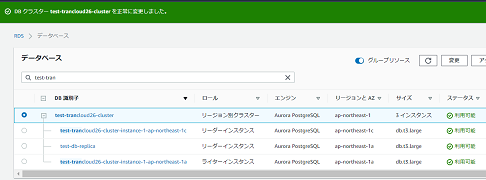 DB クラスター test-trancloud26-cluster を正常に変更しました。
RDS > データベース
データベース
グループリソース 変更
test-tran
DB 識別子 ロール エンジン リージョンと AZ サイズ ステータス
test-trancloud26-cluster リージョン別クラスター Aurora PostgreSQL ap-northeast-1 3 インスタンス 利用可能
test-trancloud26-cluster-instance-1-ap-northeast-1c リーダーインスタンス Aurora PostgreSQL ap-northeast-1c db.t3.large 利用可能
test-db-replica リーダーインスタンス Aurora PostgreSQL ap-northeast-1a db.t3.large 利用可能
test-trancloud26-cluster-instance-1-ap-northeast-1a ライターインスタンス Aurora PostgreSQL ap-northeast-1a db.t3.large 利用可能